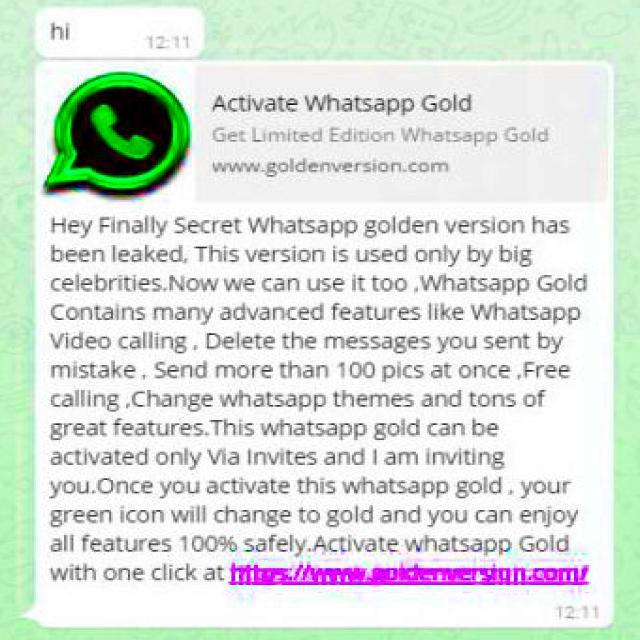 hi
12:11
Activate Whatsapp Gold
Get Limited Edition Whatsapp Gold
www.goldenversion.com
Hey Finally Secret Whatsapp golden version has
been leaked, This version is used only by big
celebrities.Now we can use it too ,Whatsapp Gold
Contains many advanced features like Whatsapp
Video calling , Delete the messages you sent by
mistake , Send more than 100 pics at once ,Free
calling ,Change whatsapp themes and tons of
great features.This whatsapp gold can be
activated only Via Invites and I am inviting
you.Once you activate this whatsapp gold , your
green icon will change to gold and you can enjoy
all features 100% safely.Activate whatsapp Gold
with one click at https://www.goldenversion.com/
12:11